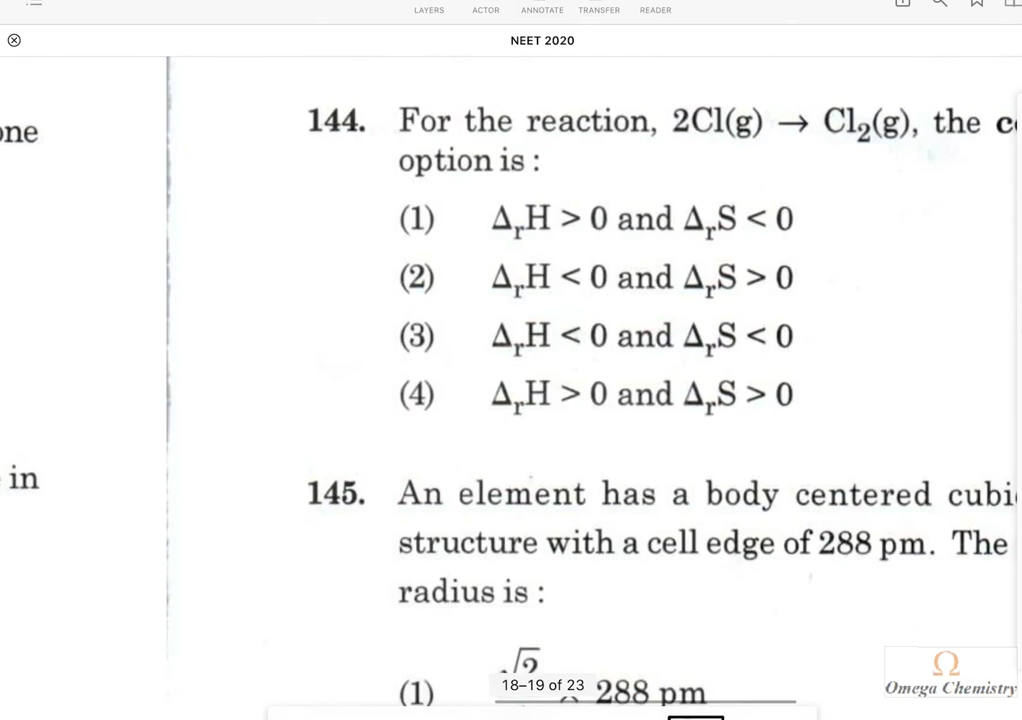 LAYERS ACTOR ANNOTATE TRANSFER READER
NEET 2020
one
in
144. For the reaction, 2Cl(g) → Cl₂(g), the
option is :
(1) ΔᵣH > 0 and ΔᵣS < 0
(2) ΔᵣH < 0 and ΔᵣS > 0
(3) ΔᵣH < 0 and ΔᵣS < 0
(4) ΔᵣH > 0 and ΔᵣS > 0
145. An element has a body centered cubi
structure with a cell edge of 288 pm. The
radius is :
(1) √2 288 pm
18–19 of 23
Ω
Omega Chemistry